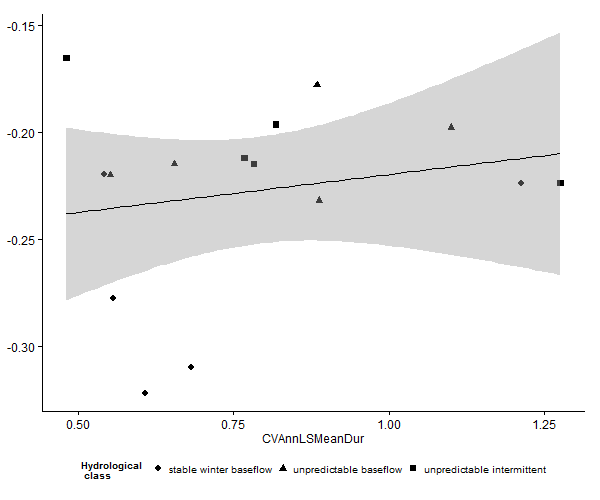 -0.15
-0.20
-0.25
-0.30
0.50 0.75 1.00 1.25
CVAnnLSMeanDur
Hydrological class stable winter baseflow unpredictable baseflow unpredictable intermittent